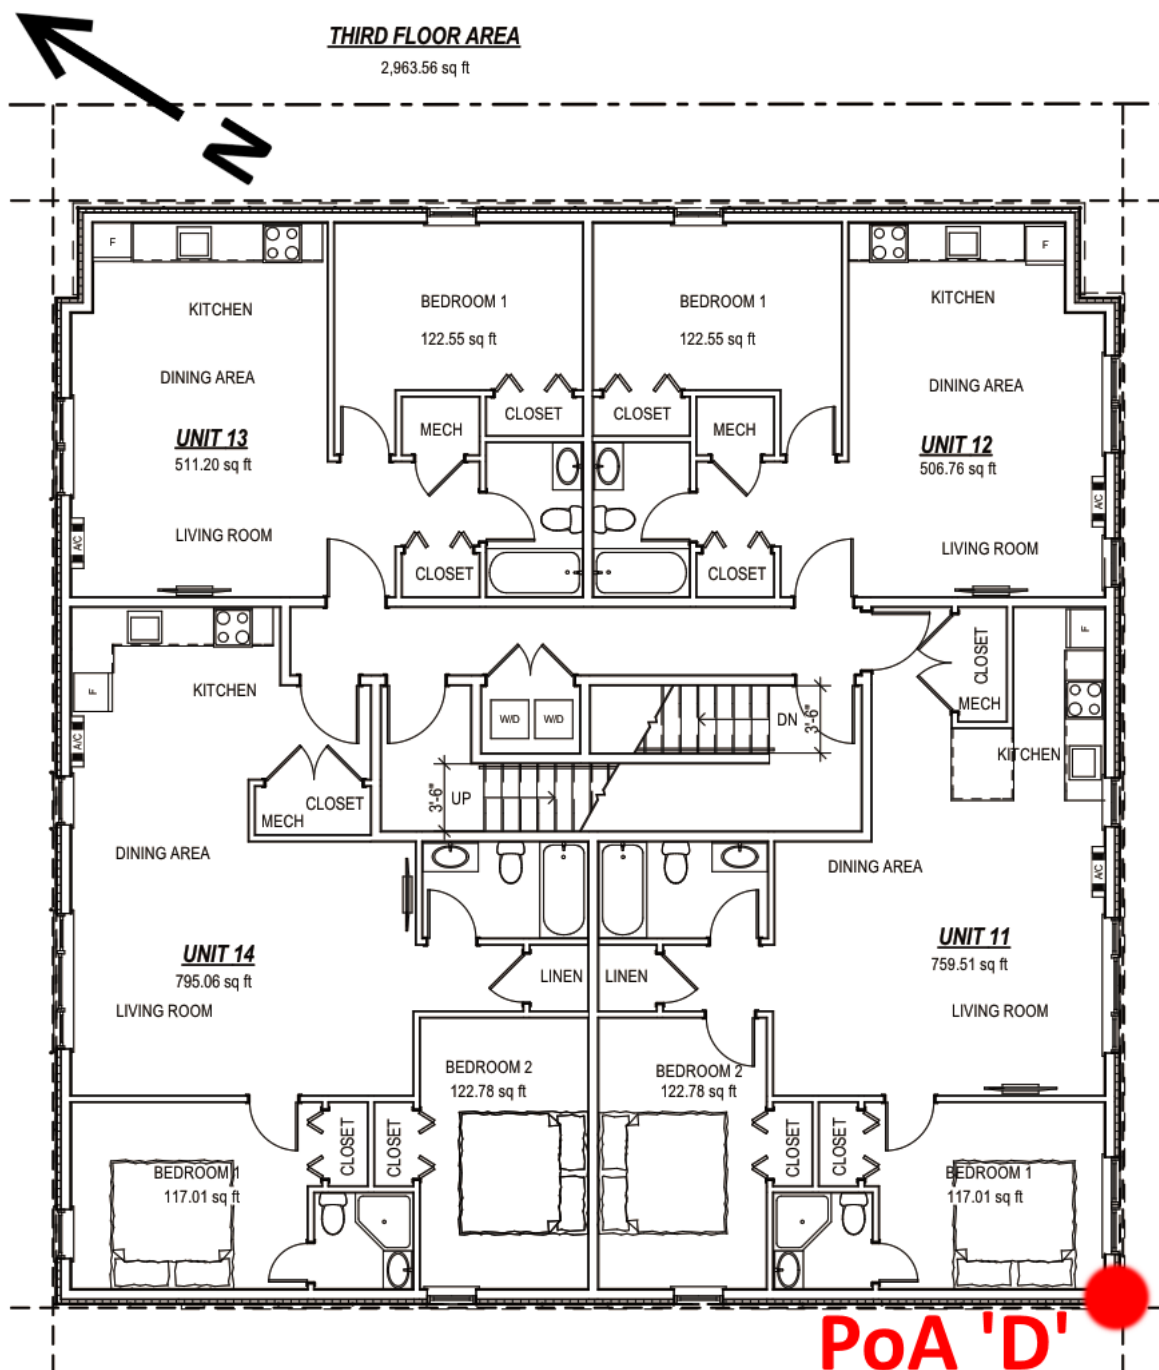 THIRD FLOOR AREA
2,963.56 sq ft
N
F
F
KITCHEN
BEDROOM 1
122.55 sq ft
BEDROOM 1
122.55 sq ft
KITCHEN
DINING AREA
DINING AREA
CLOSET
CLOSET
MECH
MECH
UNIT 13
511.20 sq ft
UNIT 12
506.76 sq ft
A/C
A/C
LIVING ROOM
LIVING ROOM
CLOSET
CLOSET
F
CLOSET
MECH
KITCHEN
F
A/C
W/D
W/D
DN
3'-6"
KITCHEN
UP
3'-6"
CLOSET
MECH
DINING AREA
DINING AREA
A/C
UNIT 14
795.06 sq ft
UNIT 11
759.51 sq ft
LINEN
LINEN
LIVING ROOM
LIVING ROOM
BEDROOM 2
122.78 sq ft
BEDROOM 2
122.78 sq ft
CLOSET
CLOSET
CLOSET
CLOSET
BEDROOM 1
117.01 sq ft
BEDROOM 1
117.01 sq ft
PoA 'D'